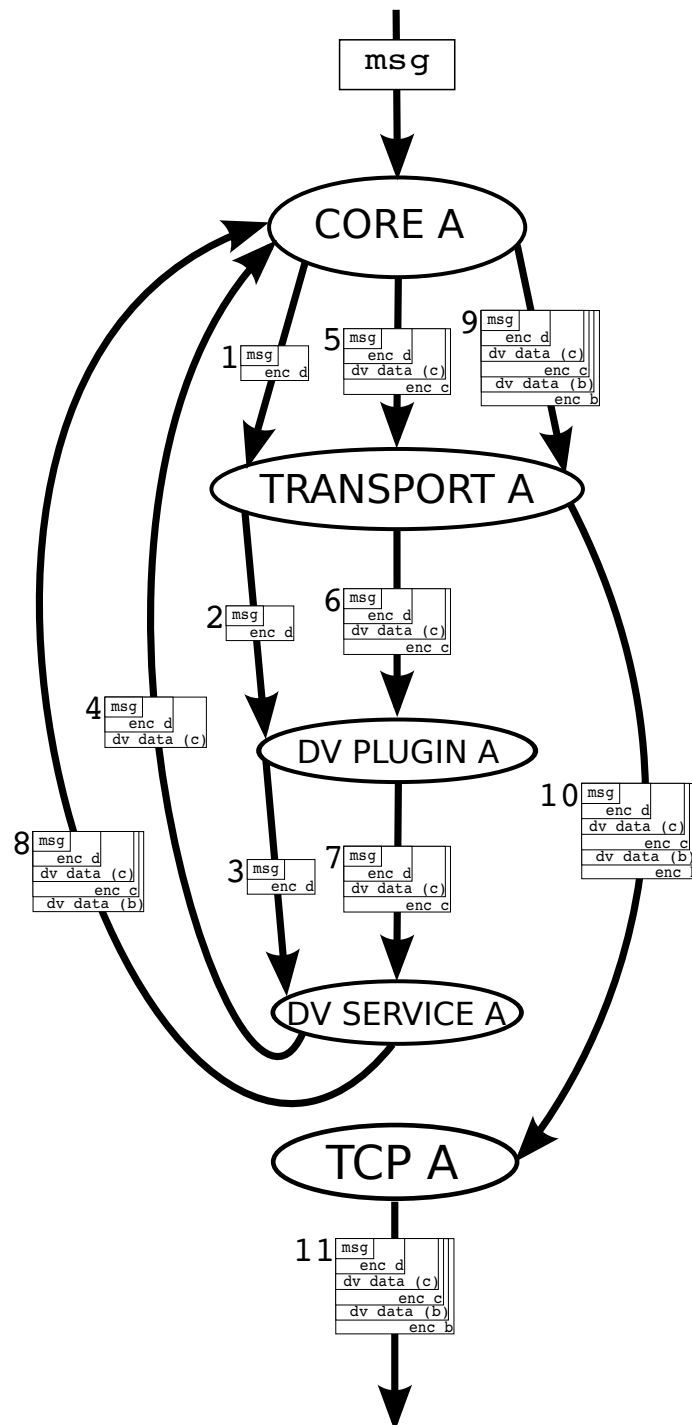 msg
CORE A
1
msg
enc d
5
msg
enc d
dv data (c)
enc c
9
msg
enc d
dv data (c)
enc c
dv data (b)
enc b
TRANSPORT A
2
msg
enc d
6
msg
enc d
dv data (c)
enc c
4
msg
enc d
dv data (c)
DV PLUGIN A
8
msg
enc d
dv data (c)
enc c
dv data (b)
3
msg
enc d
7
msg
enc d
dv data (c)
enc c
10
msg
enc d
dv data (c)
enc c
dv data (b)
enc
DV SERVICE A
TCP A
11
msg
enc d
dv data (c)
enc c
dv data (b)
enc b